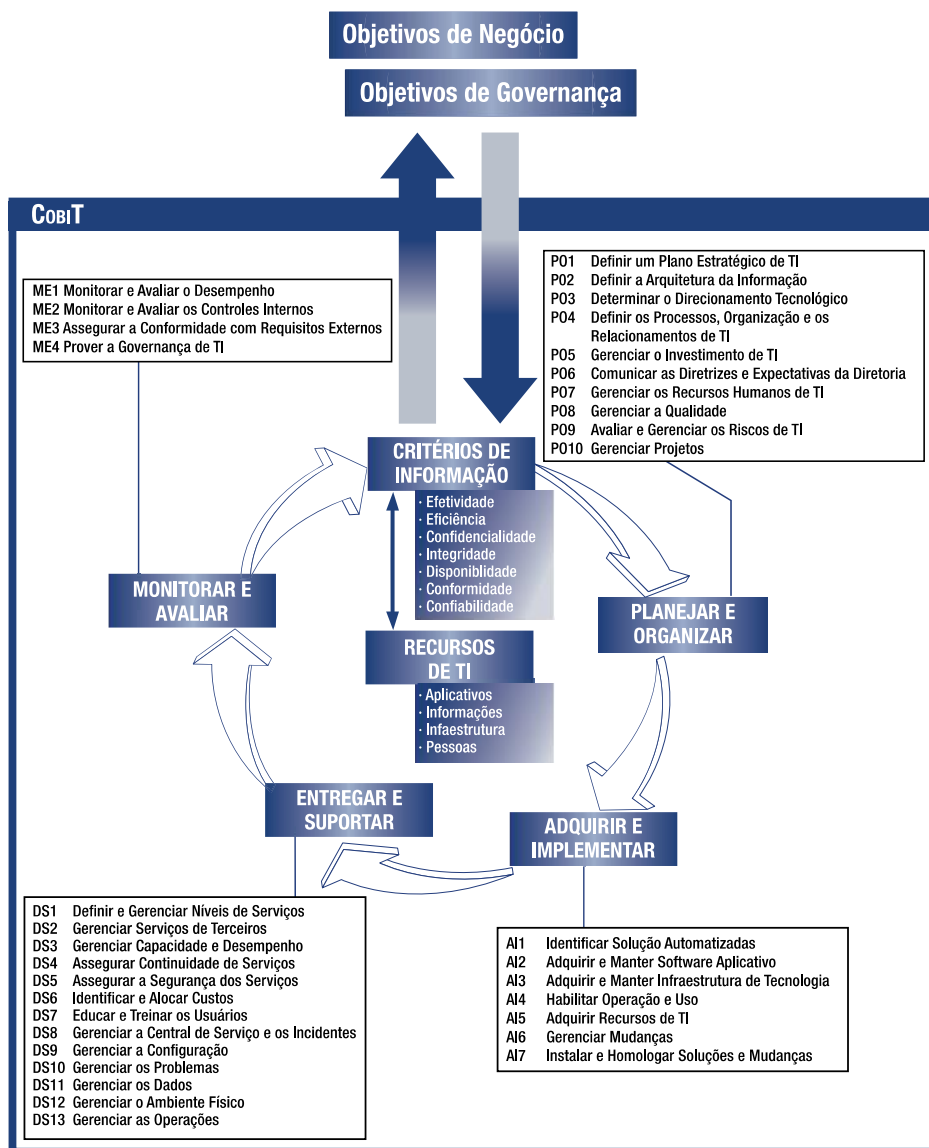 Objetivos de Negócio
Objetivos de Governança
COBIT
ME1 Monitorar e Avaliar o Desempenho
ME2 Monitorar e Avaliar os Controles Internos
ME3 Assegurar a Conformidade com Requisitos Externos
ME4 Prover a Governança de TI
PO1 Definir um Plano Estratégico de TI
PO2 Definir a Arquitetura da Informação
PO3 Determinar o Direcionamento Tecnológico
PO4 Definir os Processos, Organização e os
Relacionamentos de TI
PO5 Gerenciar o Investimento de TI
PO6 Comunicar as Diretrizes e Expectativas da Diretoria
PO7 Gerenciar os Recursos Humanos de TI
PO8 Gerenciar a Qualidade
PO9 Avaliar e Gerenciar os Riscos de TI
PO10 Gerenciar Projetos
CRITÉRIOS DE
INFORMAÇÃO
· Efetividade
· Eficiência
· Confidencialidade
· Integridade
· Disponiblidade
· Conformidade
· Confiabilidade
MONITORAR E
AVALIAR
PLANEJAR E
ORGANIZAR
RECURSOS
DE TI
· Aplicativos
· Informações
· Infaestrutura
· Pessoas
ENTREGAR E
SUPORTAR
ADQUIRIR E
IMPLEMENTAR
DS1 Definir e Gerenciar Níveis de Serviços
DS2 Gerenciar Serviços de Terceiros
DS3 Gerenciar Capacidade e Desempenho
DS4 Assegurar Continuidade de Serviços
DS5 Assegurar a Segurança dos Serviços
DS6 Identificar e Alocar Custos
DS7 Educar e Treinar os Usuários
DS8 Gerenciar a Central de Serviço e os Incidentes
DS9 Gerenciar a Configuração
DS10 Gerenciar os Problemas
DS11 Gerenciar os Dados
DS12 Gerenciar o Ambiente Físico
DS13 Gerenciar as Operações
AI1 Identificar Solução Automatizadas
AI2 Adquirir e Manter Software Aplicativo
AI3 Adquirir e Manter Infraestrutura de Tecnologia
AI4 Habilitar Operação e Uso
AI5 Adquirir Recursos de TI
AI6 Gerenciar Mudanças
AI7 Instalar e Homologar Soluções e Mudanças